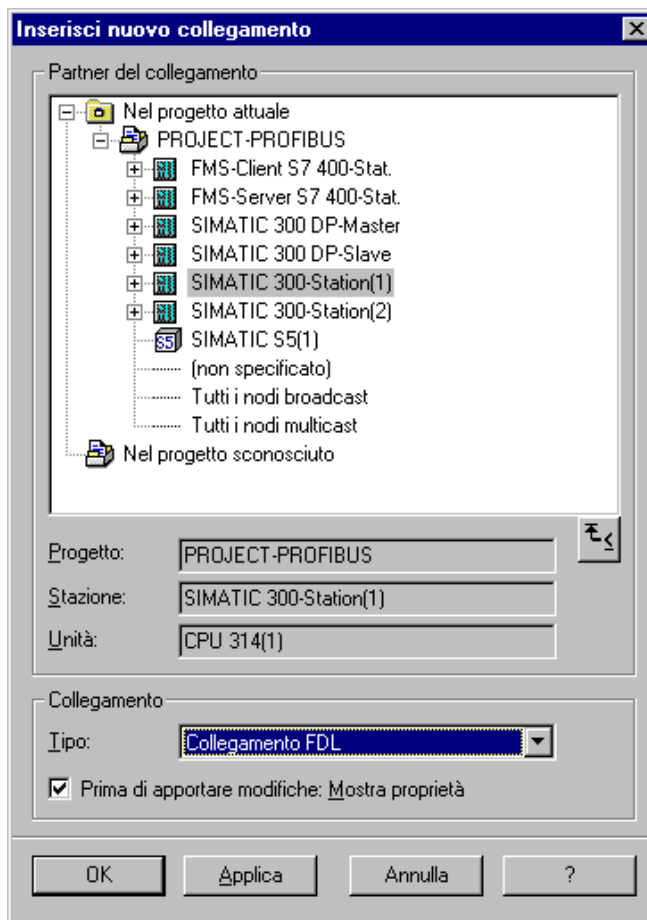 Inserisci nuovo collegamento
Partner del collegamento
Nel progetto attuale
PROJECT-PROFIBUS
FMS-Client S7 400-Stat.
FMS-Server S7 400-Stat.
SIMATIC 300 DP-Master
SIMATIC 300 DP-Slave
SIMATIC 300-Station(1)
SIMATIC 300-Station(2)
S5 SIMATIC S5(1)
(non specificato)
Tutti i nodi broadcast
Tutti i nodi multicast
Nel progetto sconosciuto
Progetto: PROJECT-PROFIBUS
Stazione: SIMATIC 300-Station(1)
Unità: CPU 314(1)
Collegamento
Tipo: Collegamento FDL
Prima di apportare modifiche: Mostra proprietà
OK Applica Annulla ?